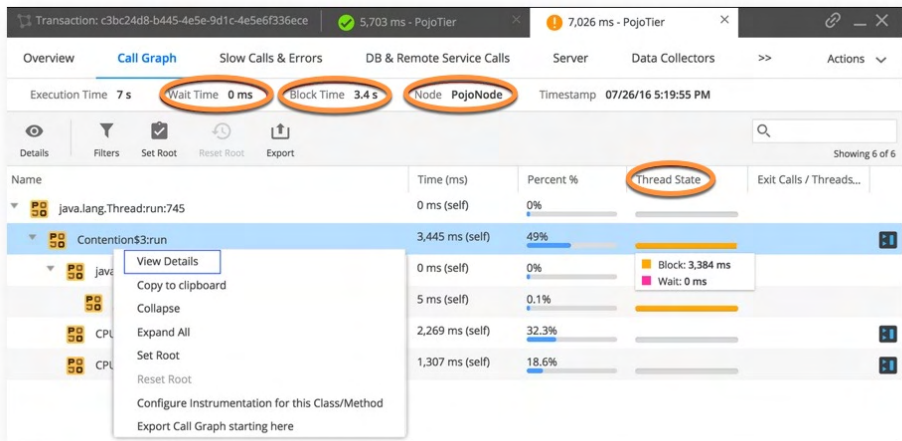 Transaction: c3bc24d8-b445-4e5e-9d1c-4e5e6f336ece 5,703 ms - PojoTier 7,026 ms - PojoTier
Overview Call Graph Slow Calls & Errors DB & Remote Service Calls Server Data Collectors >> Actions
Execution Time 7 s Wait Time 0 ms Block Time 3.4 s Node PojoNode Timestamp 07/26/16 5:19:55 PM
Details Filters Set Root Reset Root Export
Showing 6 of 6
Name Time (ms) Percent % Thread State Exit Calls / Threads...
java.lang.Thread:run:745 0 ms (self) 0%
Contention$3:run 3,445 ms (self) 49%
View Details
Block: 3,384 ms
java 0 ms (self) 0%
Wait: 0 ms
Copy to clipboard
5 ms (self) 0.1%
Collapse
CPU 2,269 ms (self) 32.3%
Expand All
Set Root
CPU 1,307 ms (self) 18.6%
Reset Root
Configure Instrumentation for this Class/Method
Export Call Graph starting here